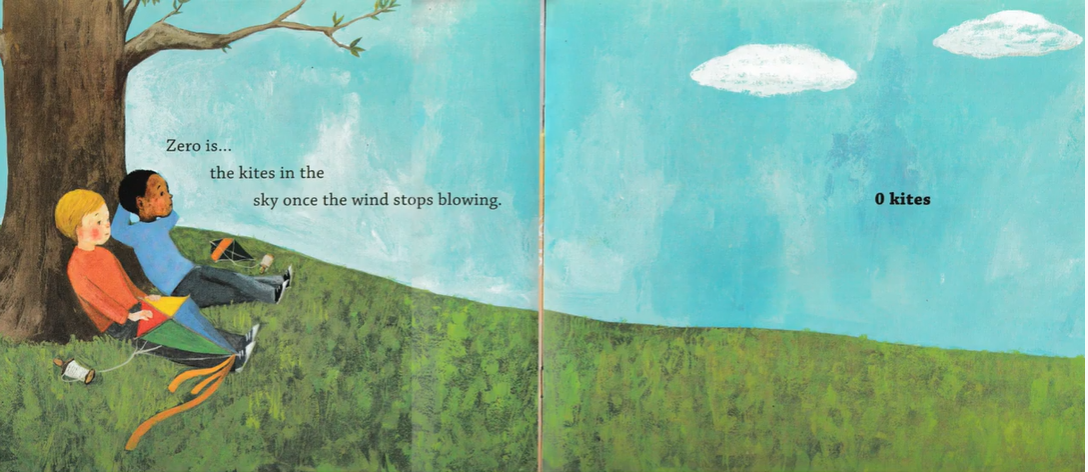 Zero is...
the kites in the
sky once the wind stops blowing.
0 kites